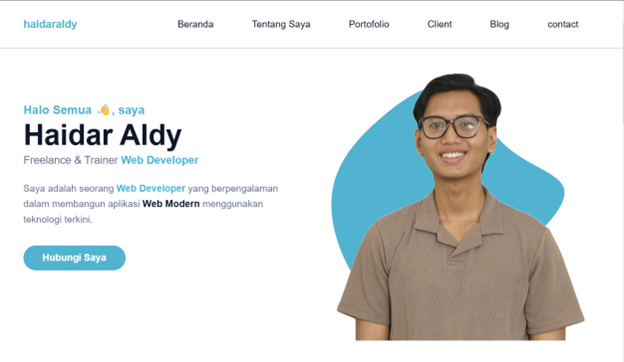 haidaraldy
Beranda Tentang Saya Portofolio Client Blog contact
Halo Semua 👋, saya
Haidar Aldy
Freelance & Trainer Web Developer
Saya adalah seorang Web Developer yang berpengalaman
dalam membangun aplikasi Web Modern menggunakan
teknologi terkini.
Hubungi Saya